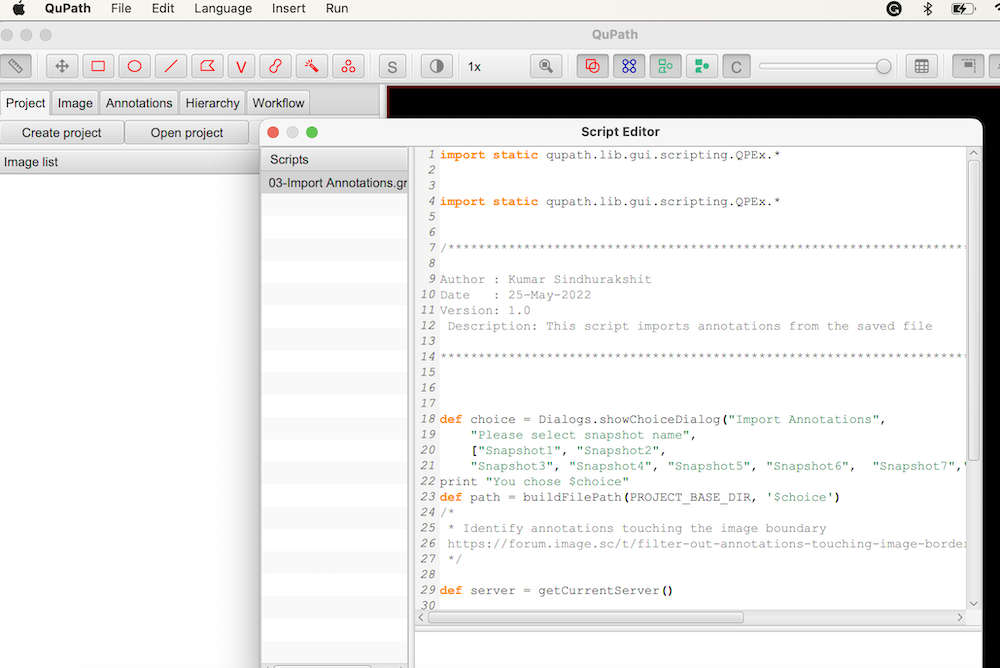 QuPath File Edit Language Insert Run
QuPath
S 1x C
Project Image Annotations Hierarchy Workflow
Create project Open project
Image list
Script Editor
Scripts
03-Import Annotations.gr
1 import static qupath.lib.gui.scripting.QPEx.*
2
3
4 import static qupath.lib.gui.scripting.QPEx.*
5
6
7 /*********************************************************************
8
9 Author : Kumar Sindhurakshit
10 Date   : 25-May-2022
11 Version: 1.0
12  Description: This script imports annotations from the saved file
13
14 *********************************************************************
15
16
17
18 def choice = Dialogs.showChoiceDialog("Import Annotations",
19     "Please select snapshot name",
20     ["Snapshot1", "Snapshot2",
21     "Snapshot3", "Snapshot4", "Snapshot5", "Snapshot6",  "Snapshot7","
22 print "You chose $choice"
23 def path = buildFilePath(PROJECT_BASE_DIR, '$choice')
24 /*
25  * Identify annotations touching the image boundary
26  https://forum.image.sc/t/filter-out-annotations-touching-image-border
27  */
28
29 def server = getCurrentServer()
30